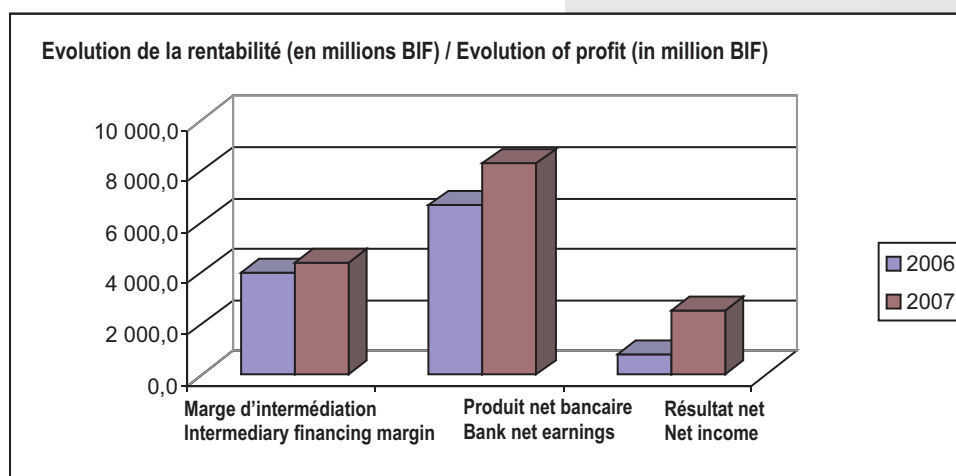 Evolution de la rentabilité (en millions BIF) / Evolution of profit (in million BIF)
10 000,0
8 000,0
6 000,0
4 000,0
2 000,0
0,0
Marge d'intermédiation
Intermediary financing margin
Produit net bancaire
Bank net earnings
Résultat net
Net income
2006
2007